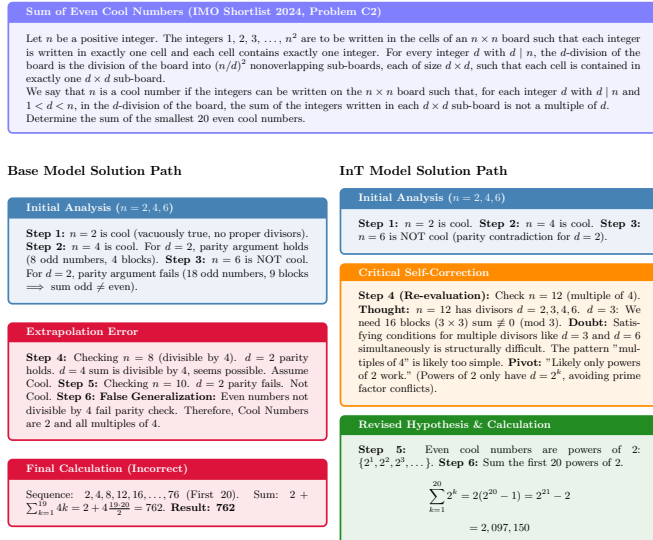 Sum of Even Cool Numbers (IMO Shortlist 2024, Problem C2)
Let n be a positive integer. The integers 1, 2, 3, . . . , n² are to be written in the cells of an n × n board such that each integer
is written in exactly one cell and each cell contains exactly one integer. For every integer d with d | n, the d-division of the
board is the division of the board into (n/d)² nonoverlapping sub-boards, each of size d × d, such that each cell is contained in
exactly one d × d sub-board.
We say that n is a cool number if the integers can be written on the n × n board such that, for each integer d with d | n and
1 < d < n, in the d-division of the board, the sum of the integers written in each d × d sub-board is not a multiple of d.
Determine the sum of the smallest 20 even cool numbers.
Base Model Solution Path
Initial Analysis (n = 2, 4, 6)
Step 1: n = 2 is cool (vacuously true, no proper divisors).
Step 2: n = 4 is cool. For d = 2, parity argument holds
(8 odd numbers, 4 blocks). Step 3: n = 6 is NOT cool.
For d = 2, parity argument fails (18 odd numbers, 9 blocks
⟹ sum odd ≠ even).
Extrapolation Error
Step 4: Checking n = 8 (divisible by 4). d = 2 parity
holds. d = 4 sum is divisible by 4, seems possible. Assume
Cool. Step 5: Checking n = 10. d = 2 parity fails. Not
Cool. Step 6: False Generalization: Even numbers not
divisible by 4 fail parity check. Therefore, Cool Numbers
are 2 and all multiples of 4.
Final Calculation (Incorrect)
Sequence: 2, 4, 8, 12, 16, . . . , 76 (First 20). Sum: 2 +
∑_{k=1}^{19} 4k = 2 + 4 19·20/2 = 762. Result: 762
InT Model Solution Path
Initial Analysis (n = 2, 4, 6)
Step 1: n = 2 is cool. Step 2: n = 4 is cool. Step 3:
n = 6 is NOT cool (parity contradiction for d = 2).
Critical Self-Correction
Step 4 (Re-evaluation): Check n = 12 (multiple of 4).
Thought: n = 12 has divisors d = 2, 3, 4, 6. d = 3: We
need 16 blocks (3 × 3) sum ≢ 0 (mod 3). Doubt: Satis-
fying conditions for multiple divisors like d = 3 and d = 6
simultaneously is structurally difficult. The pattern ”mul-
tiples of 4” is likely too simple. Pivot: ”Likely only powers
of 2 work.” (Powers of 2 only have d = 2ᵏ, avoiding prime
factor conflicts).
Revised Hypothesis & Calculation
Step 5: Even cool numbers are powers of 2:
{2¹, 2², 2³, . . . }. Step 6: Sum the first 20 powers of 2.
∑_{k=1}^{20} 2ᵏ = 2(2²⁰ − 1) = 2²¹ − 2
= 2, 097, 150